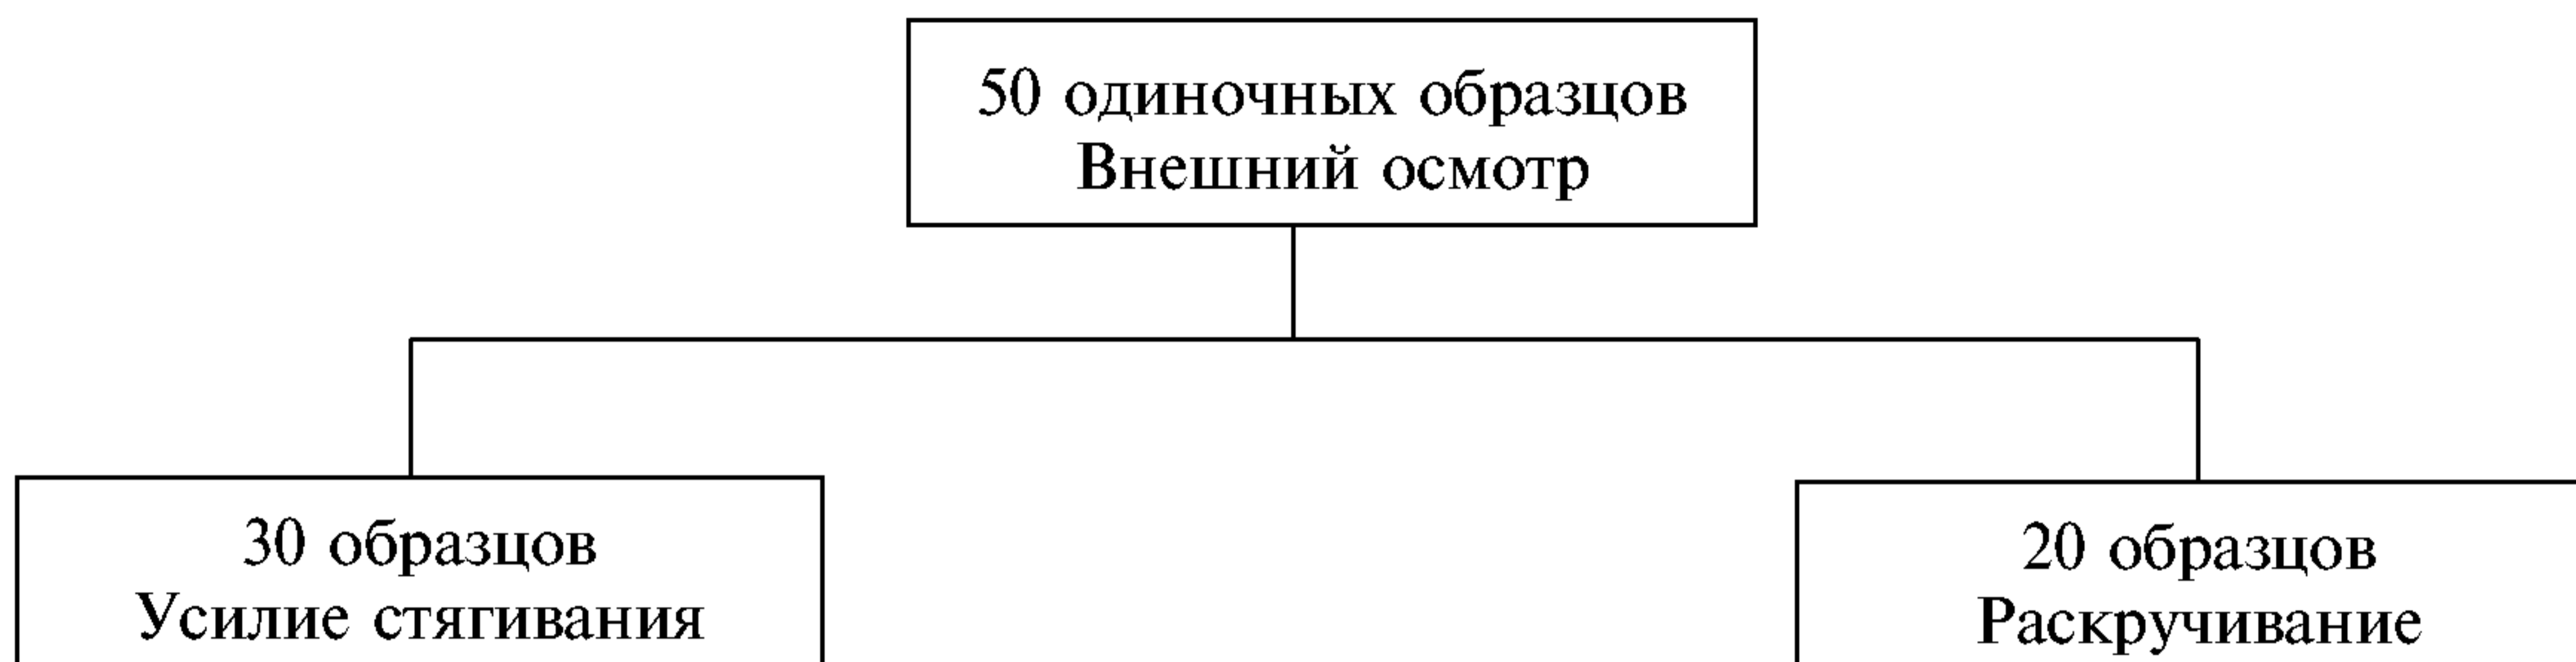 50 одиночных образцов
Внешний осмотр
30 образцов
Усилие стягивания
20 образцов
Раскручивание